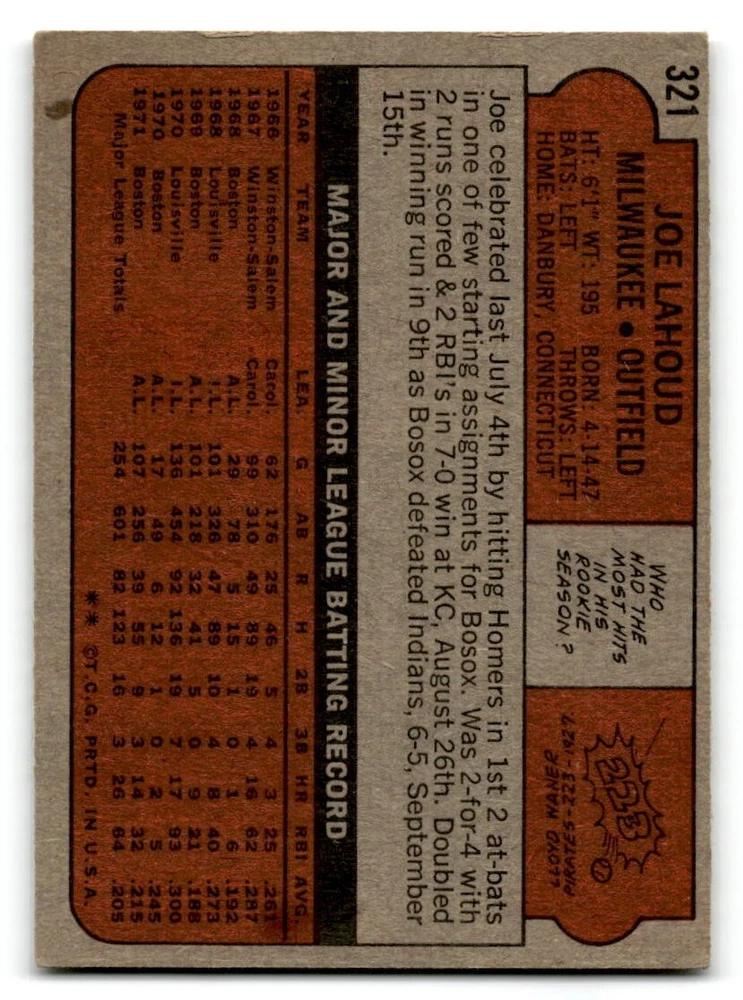 321
JOE LAHOUD
MILWAUKEE • OUTFIELD
HT: 6'1" WT: 195 BORN: 4-14-47
BATS: LEFT THROWS: LEFT
HOME: DANBURY, CONNECTICUT
WHO
HAD THE
MOST HITS
IN HIS
ROOKIE
SEASON?
223
LLOYD WANER
PIRATES-223-1927
Joe celebrated last July 4th by hitting Homers in 1st 2 at-bats
in one of few starting assignments for Bosox. Was 2-for-4 with
2 runs scored & 2 RBI's in 7-0 win at KC, August 26th. Doubled
in winning run in 9th as Bosox defeated Indians, 6-5, September
15th.
MAJOR AND MINOR LEAGUE BATTING RECORD
YEAR TEAM LEA. G AB R H 2B 3B HR RBI AVG.
1966 Winston-Salem Carol. 62 176 25 46 5 4 3 25 .261
1967 Winston-Salem Carol. 99 310 49 89 19 4 16 62 .287
1968 Boston A.L. 29 78 5 15 1 0 1 6 .192
1968 Louisville I.L. 101 326 47 89 10 4 8 40 .273
1969 Boston A.L. 101 218 32 41 5 0 9 21 .188
1970 Louisville I.L. 136 454 92 136 19 7 17 93 .300
1970 Boston A.L. 17 49 6 12 1 0 2 5 .245
1971 Boston A.L. 107 256 39 55 9 3 14 32 .215
Major League Totals 254 601 82 123 16 3 26 64 .205
** ©T.C.G. PRTD. IN U.S.A.